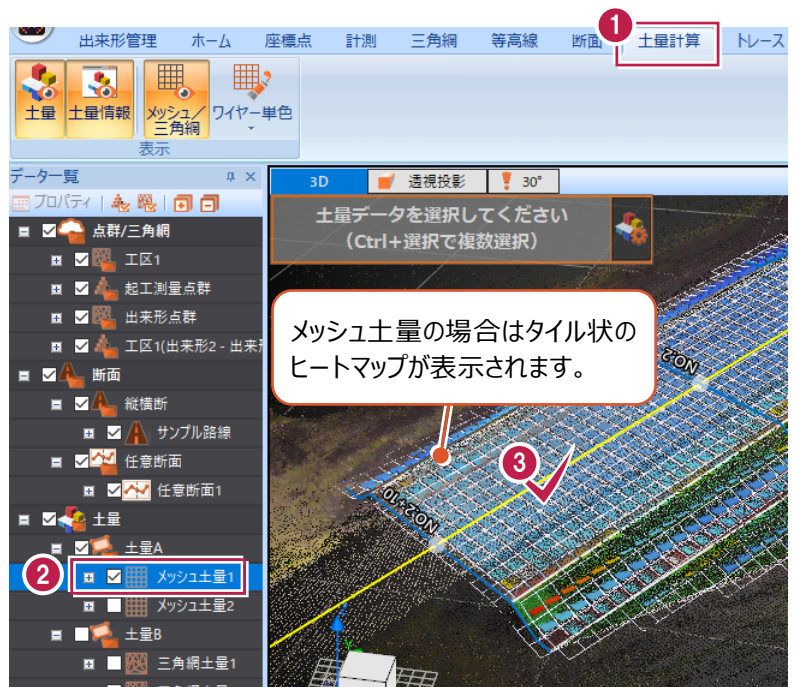 1
出来形管理 ホーム 座標点 計測 三角網 等高線 断面 土量計算 トレース
土量 土量情報 メッシュ／三角網 ワイヤー単色
表示
データ一覧
プロパティ
3D 透視投影 30°
土量データを選択してください
（Ctrl+選択で複数選択）
点群/三角網
工区1
起工測量点群
出来形点群
工区1(出来形2 - 出来形
断面
縦横断
サンプル路線
任意断面
任意断面1
土量
土量A
2 メッシュ土量1
メッシュ土量2
土量B
三角網土量1
メッシュ土量の場合はタイル状の
ヒートマップが表示されます。
NO.2
3
NO.2+10
Y